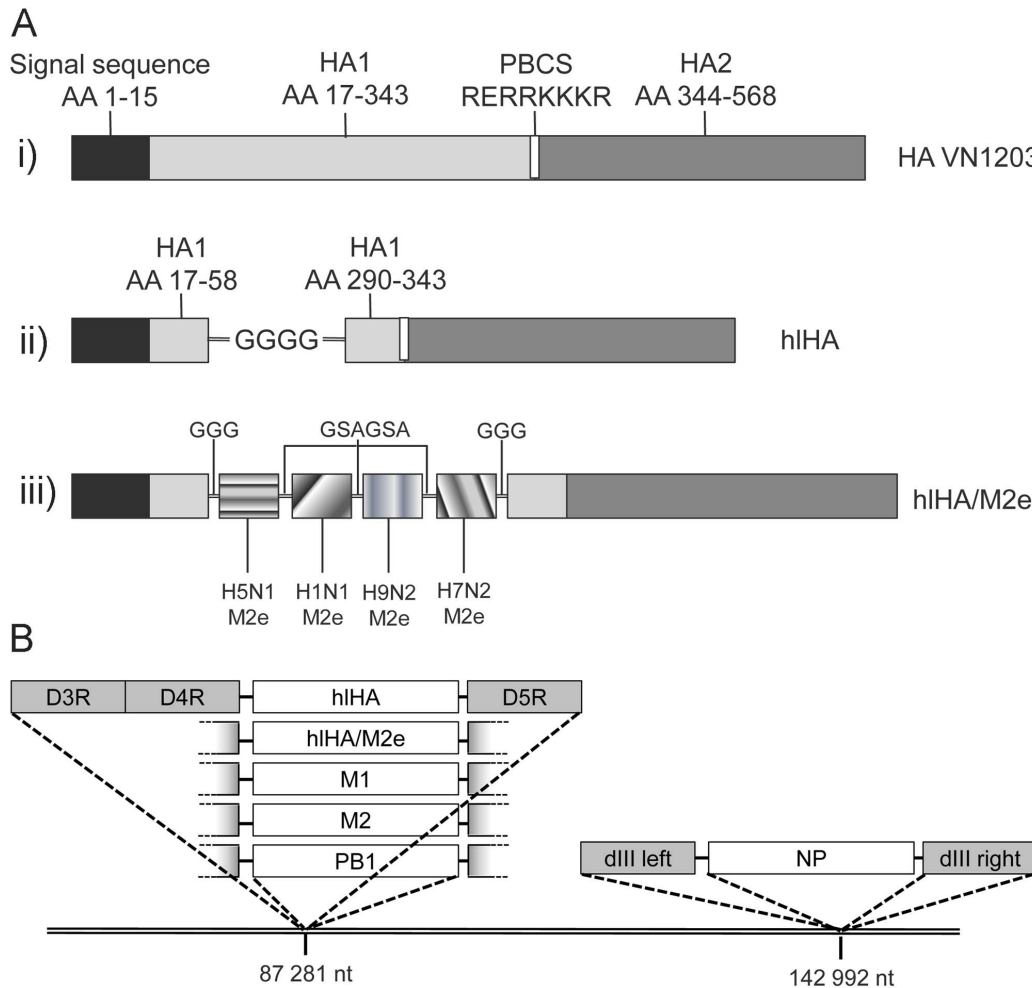 A
Signal sequence
AA 1-15
HA1
AA 17-343
PBCS
RERRKKKR
HA2
AA 344-568
i)
HA VN1203
HA1
AA 17-58
HA1
AA 290-343
ii)
GGGG
hlHA
GGG
GSAGSA
GGG
iii)
hlHA/M2e
H5N1
M2e
H1N1
M2e
H9N2
M2e
H7N2
M2e
B
D3R
D4R
hlHA
D5R
hlHA/M2e
M1
M2
PB1
dIII left
NP
dIII right
87 281 nt
142 992 nt